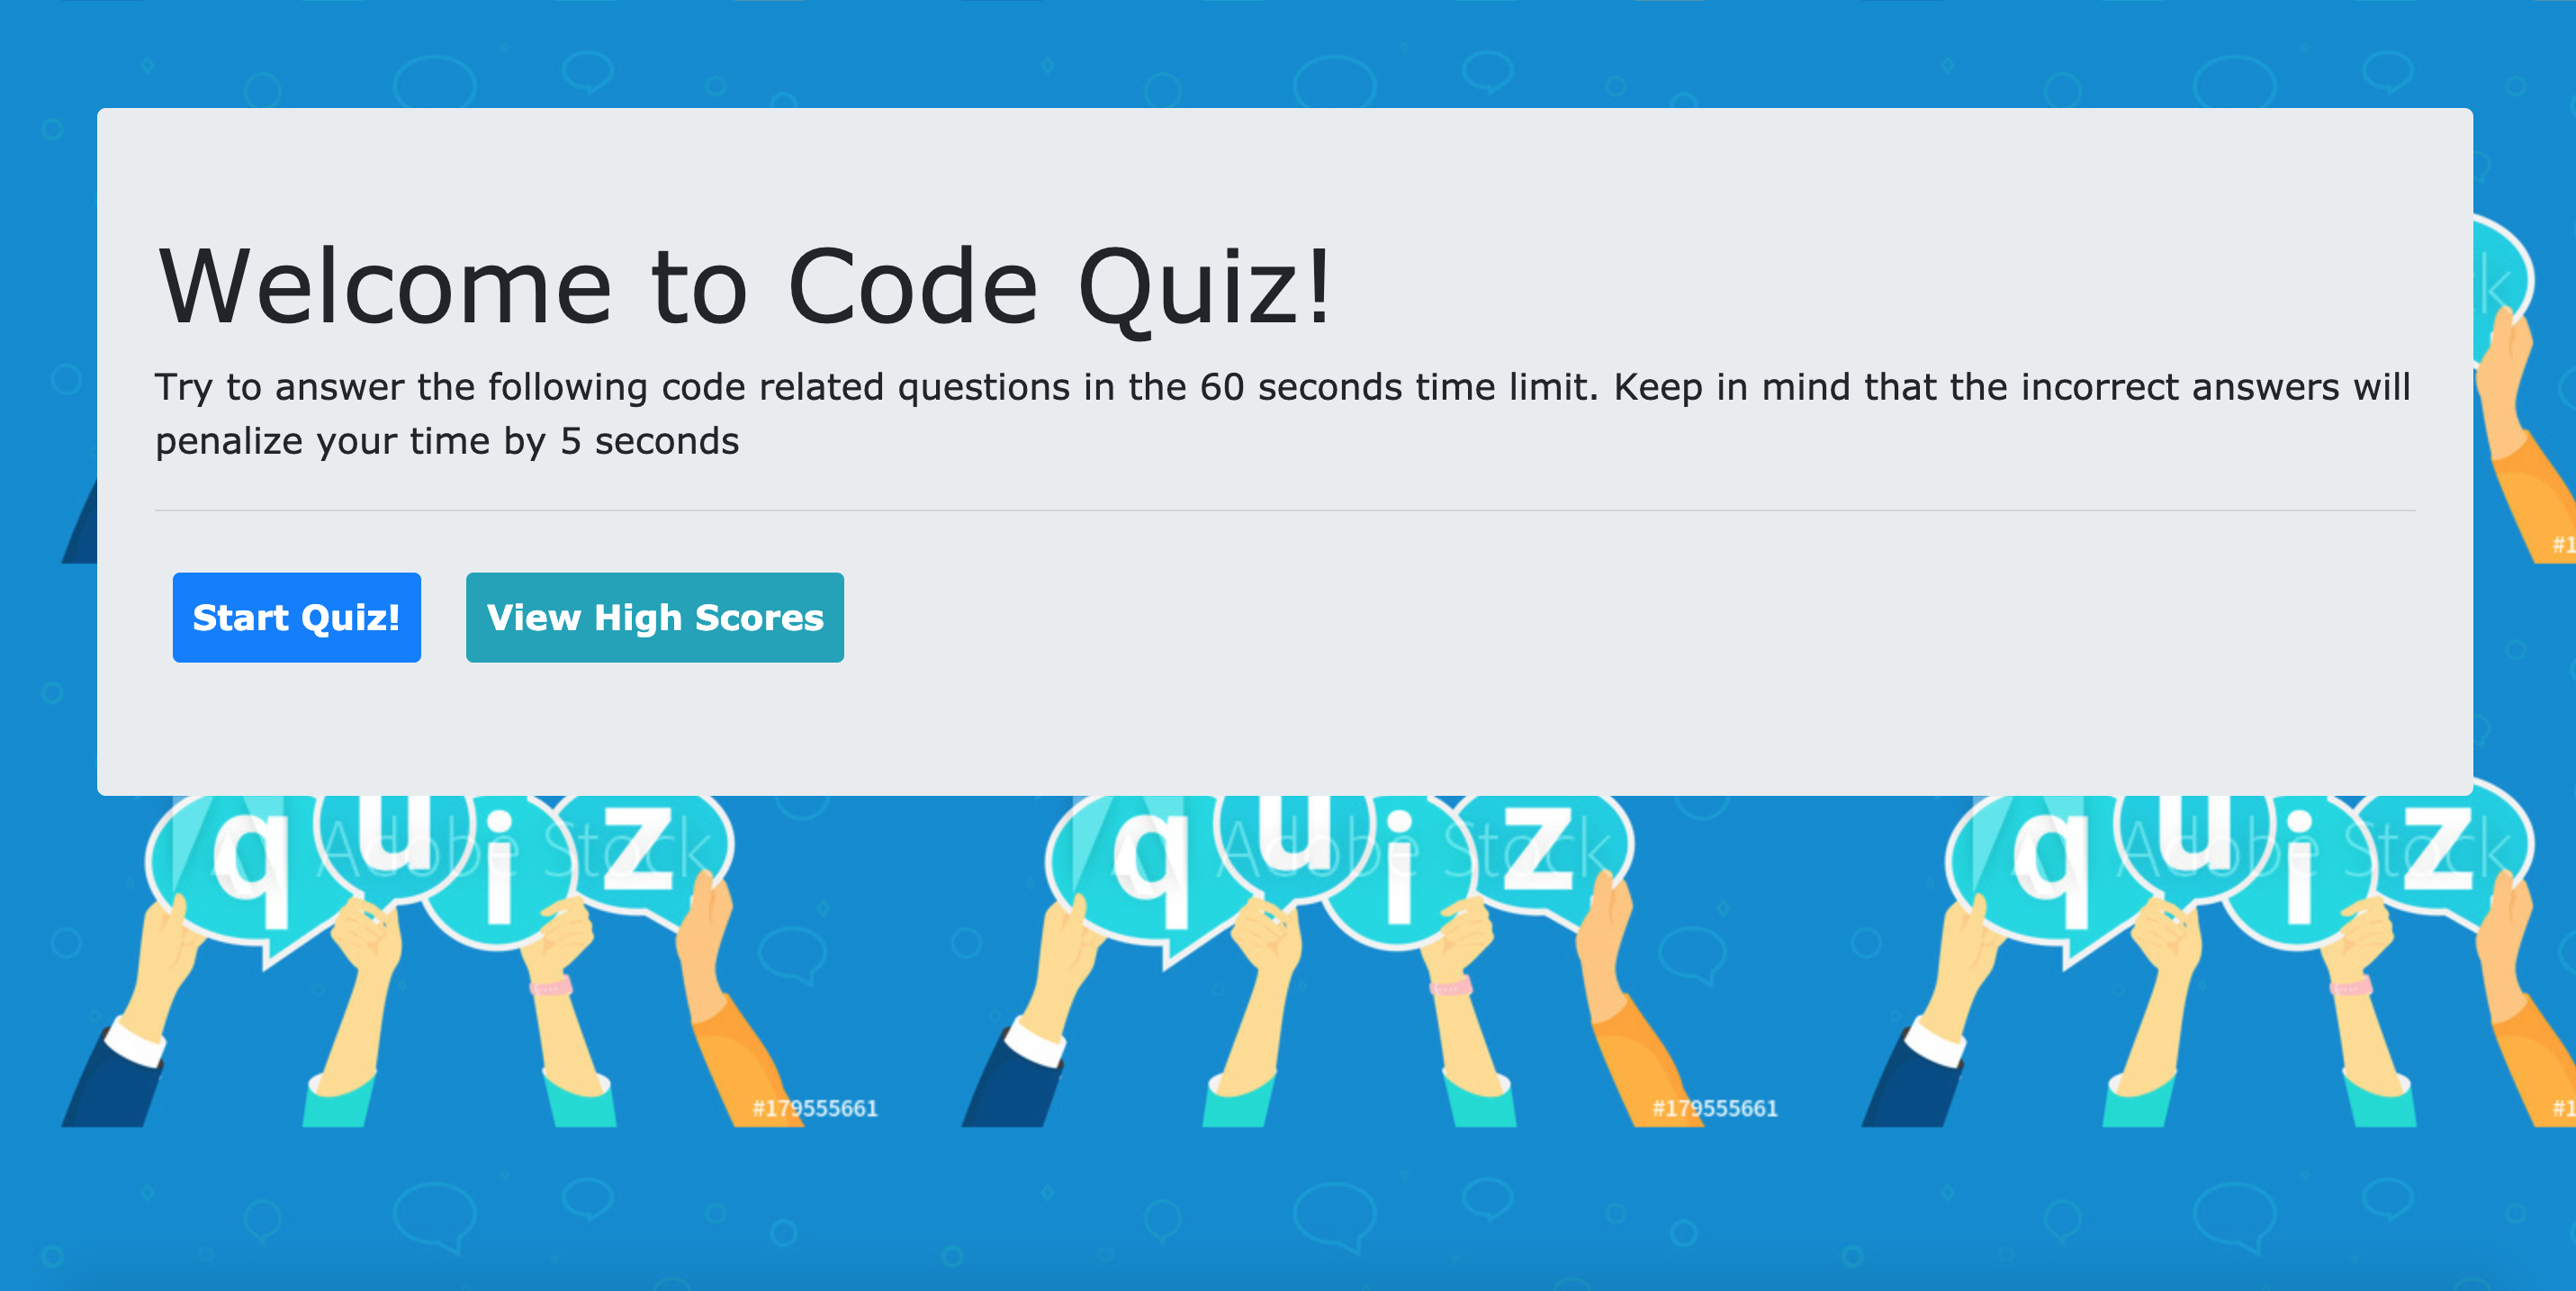 Welcome to Code Quiz!
Try to answer the following code related questions in the 60 seconds time limit. Keep in mind that the incorrect answers will
penalize your time by 5 seconds
Start Quiz!
View High Scores
quiz
Adobe Stock
#179555661
quiz
Adobe Stock
#179555661
quiz
Adobe Stock